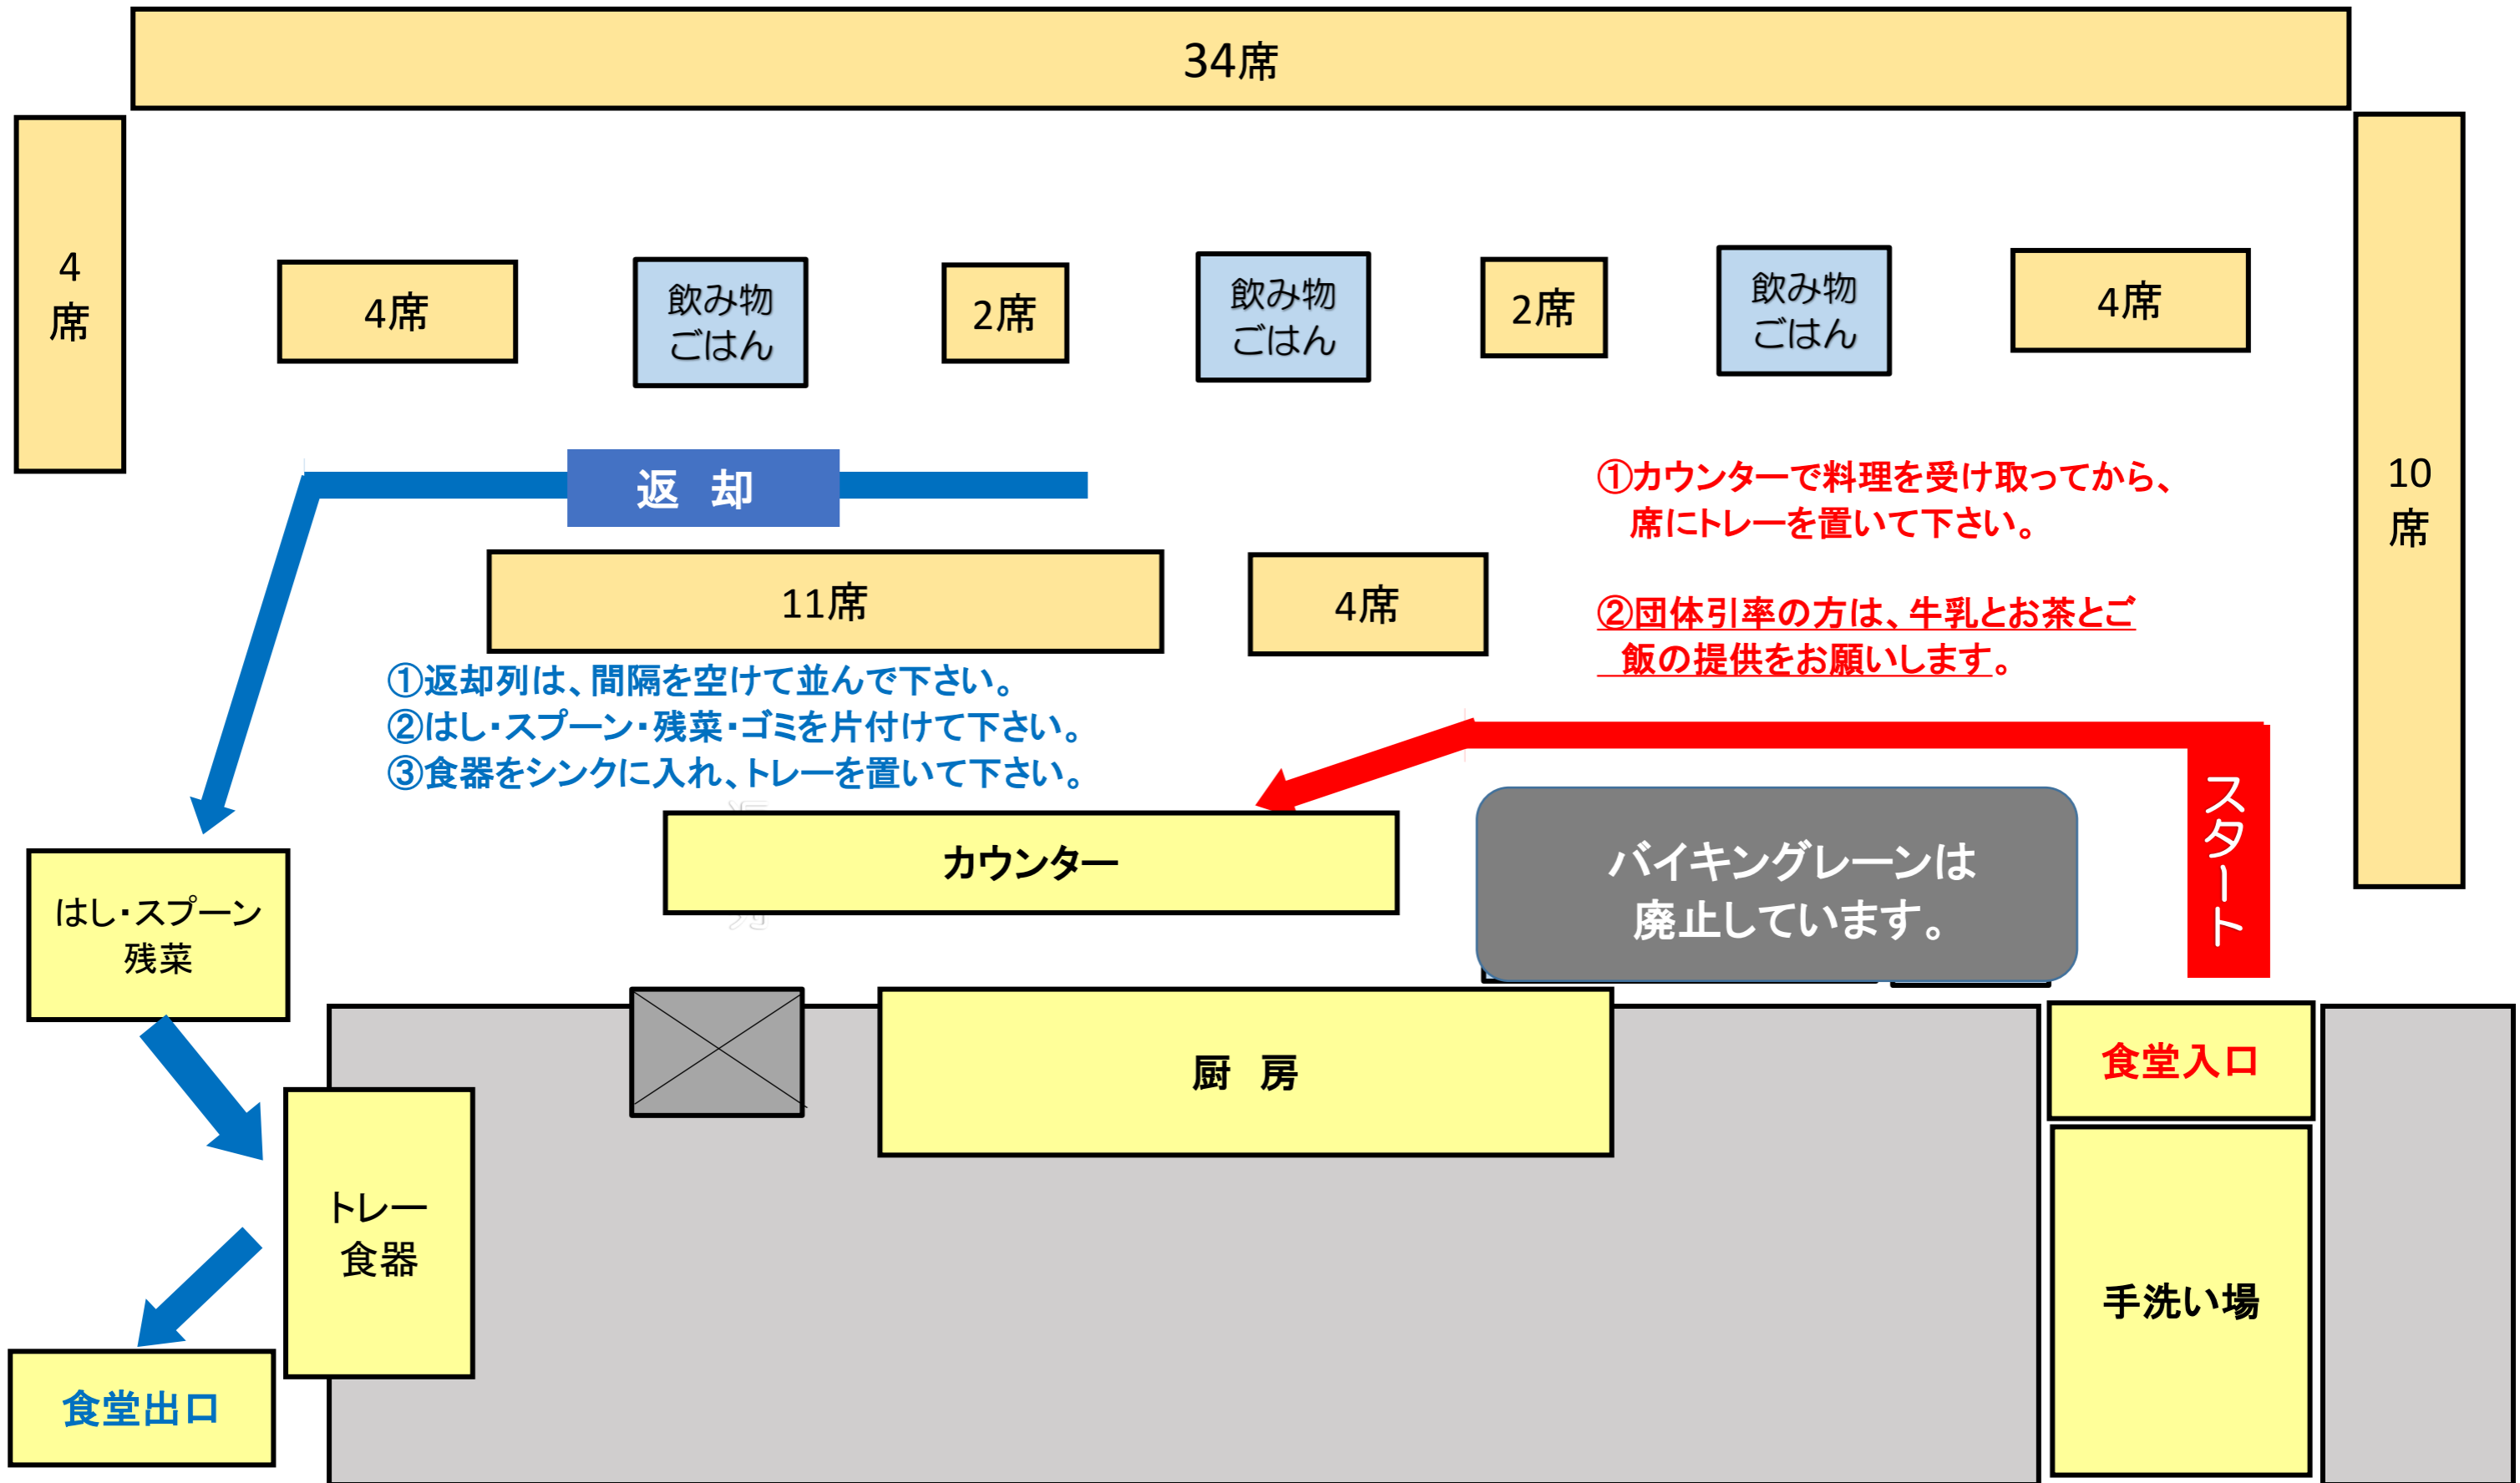 34席
4
席
4席
飲み物
ごはん
2席
飲み物
ごはん
2席
飲み物
ごはん
4席
10
席
返 却
①カウンターで料理を受け取ってから、
席にトレーを置いて下さい。
11席
4席
②団体引率の方は、牛乳とお茶とご
飯の提供をお願いします。
①返却列は、間隔を空けて並んで下さい。
②はし・スプーン・残菜・ゴミを片付けて下さい。
③食器をシンクに入れ、トレーを置いて下さい。
スタート
カウンター
バイキングレーンは
廃止しています。
はし・スプーン
残菜
厨 房
食堂入口
トレー
食器
手洗い場
食堂出口